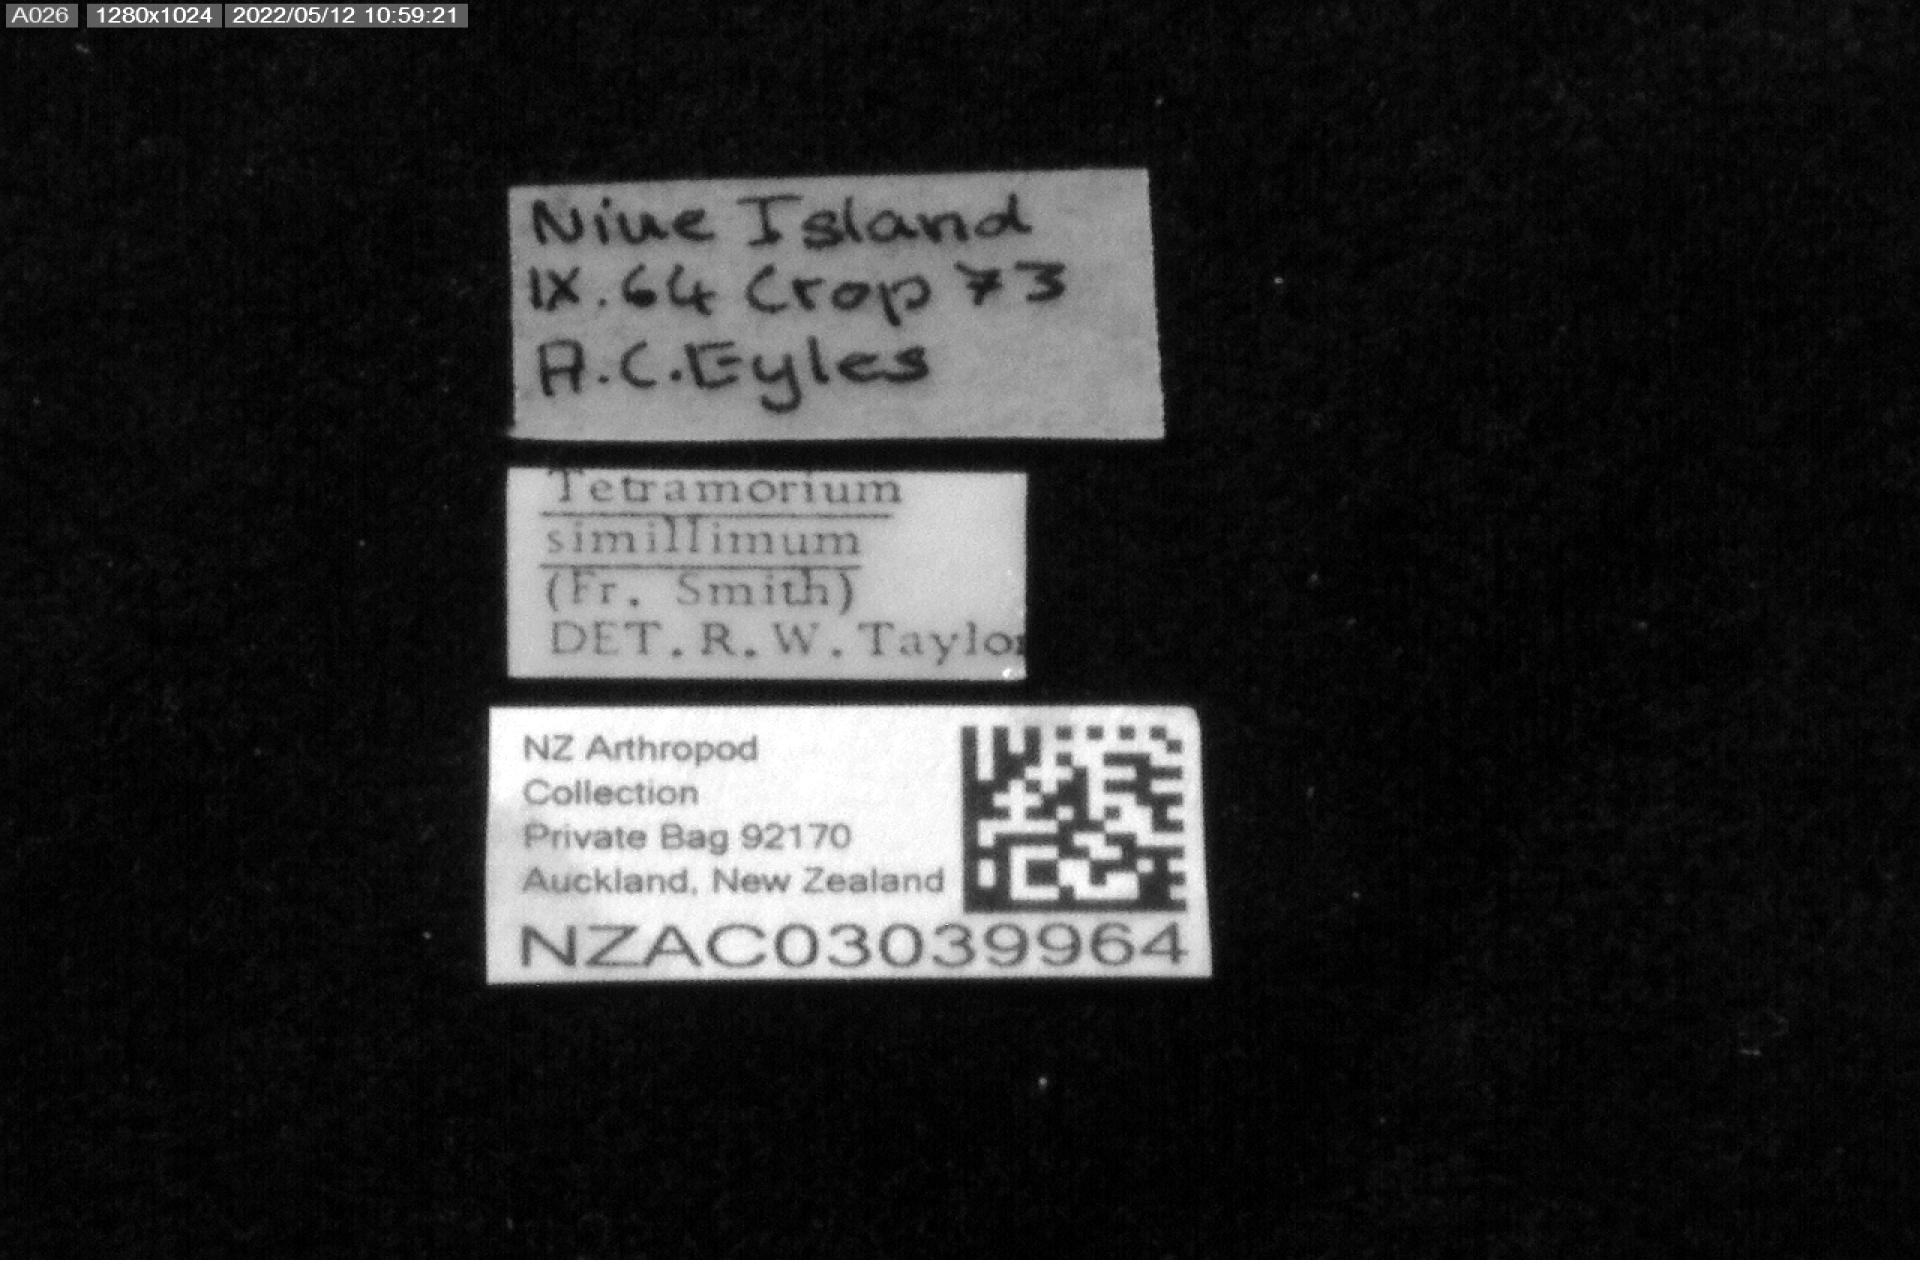 A026 1280x1024 2022/05/12 10:59:21
Niue Island
IX.64 Crop 73
A.C.Eyles
Tetramorium
simillimum
(Fr. Smith)
DET.R.W.Taylor
NZ Arthropod
Collection
Private Bag 92170
Auckland, New Zealand
NZAC03039964